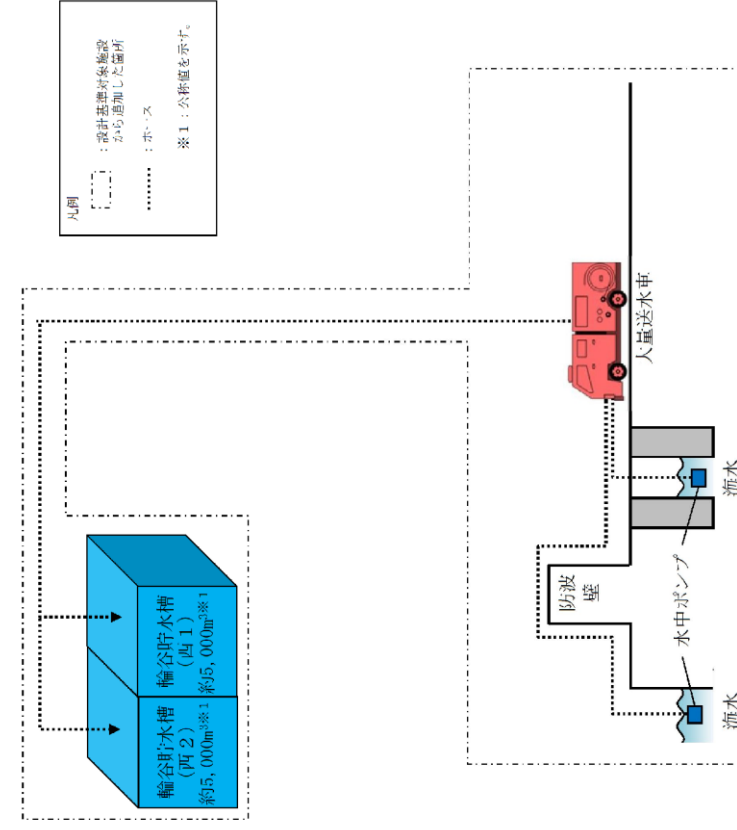 凡例
：設計基準対象施設
から追加した箇所
：ホース
※1：公称値を示す。
輪谷貯水槽
（西1）
約5,000m³※1
輪谷貯水槽
（西2）
約5,000m³※1
大量送水車
防波
壁
水中ポンプ
海水
海水